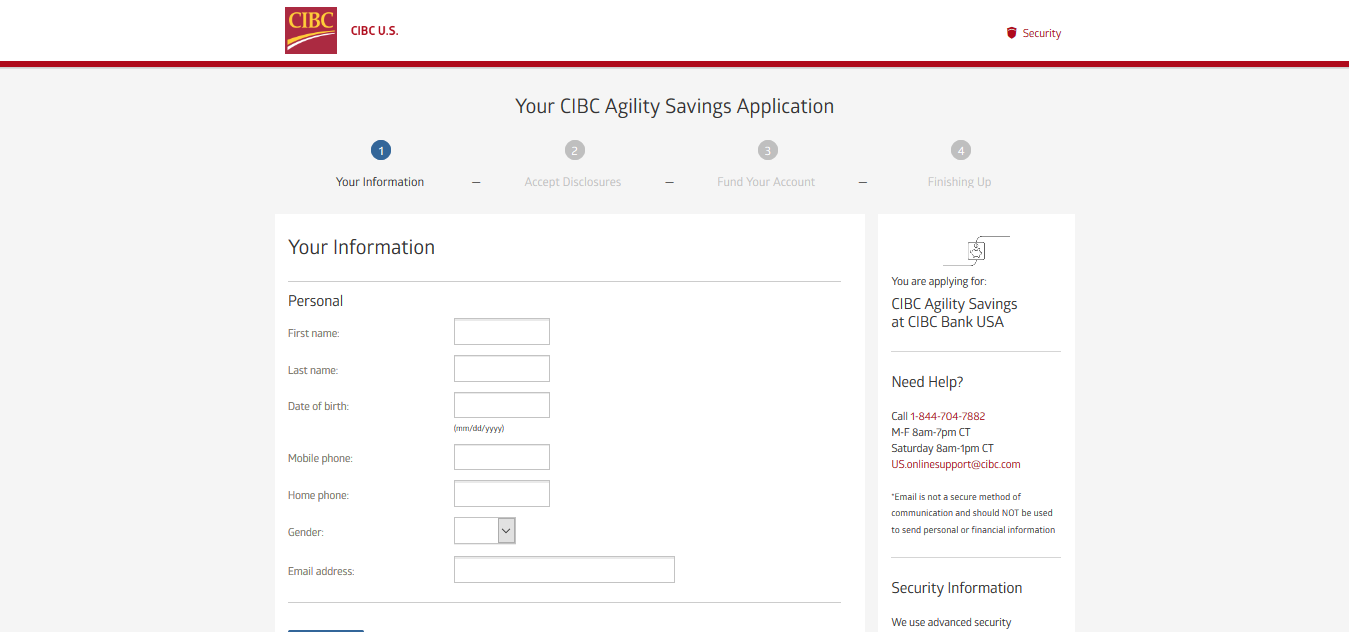 CIBC
CIBC U.S.
Security
Your CIBC Agility Savings Application
1
2
3
4
Your Information – Accept Disclosures – Fund Your Account – Finishing Up
Your Information
Personal
First name:
Last name:
Date of birth:
(mm/dd/yyyy)
Mobile phone:
Home phone:
Gender:
Email address:
You are applying for:
CIBC Agility Savings
at CIBC Bank USA
Need Help?
Call 1-844-704-7882
M-F 8am-7pm CT
Saturday 8am-1pm CT
US.onlinesupport@cibc.com
*Email is not a secure method of
communication and should NOT be used
to send personal or financial information
Security Information
We use advanced security